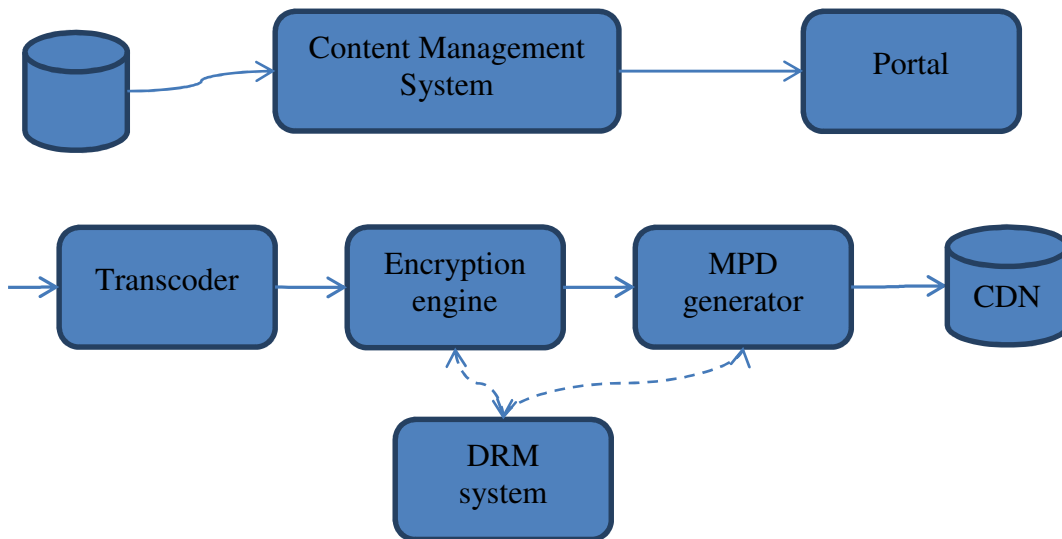 Content Management
System
Portal
Transcoder
Encryption
engine
MPD
generator
CDN
DRM
system